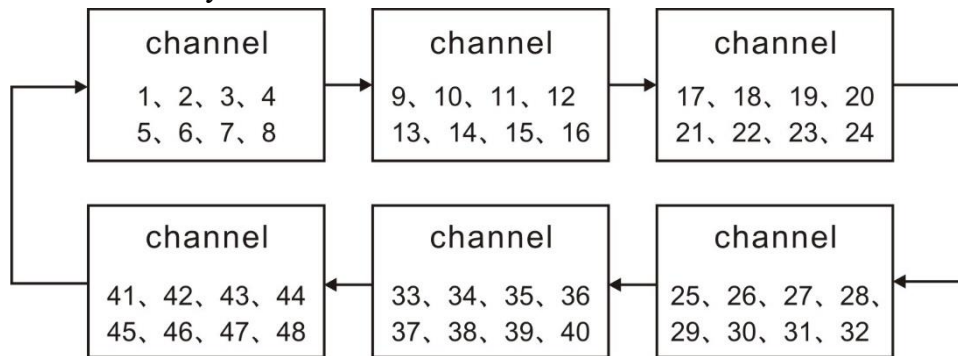 channel
1、2、3、4
5、6、7、8
channel
9、10、11、12
13、14、15、16
channel
17、18、19、20
21、22、23、24
channel
41、42、43、44
45、46、47、48
channel
33、34、35、36
37、38、39、40
channel
25、26、27、28、
29、30、31、32